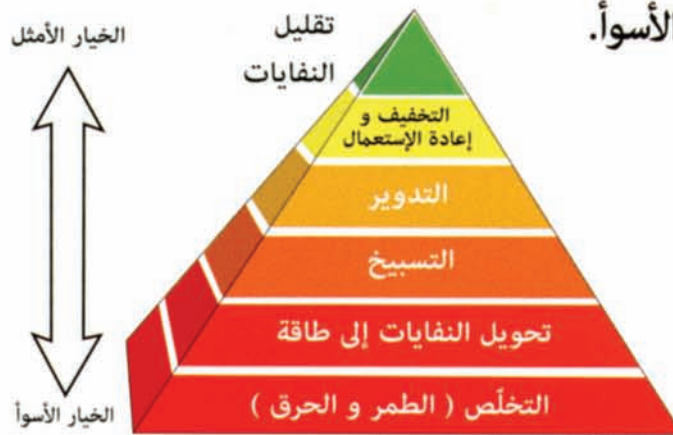 الأسوأ.
الخيار الأمثل
تقليل
النفايات
التخفيف و
إعادة الإستعمال
التدوير
التسبيخ
تحويل النفايات إلى طاقة
التخلّص ( الطمر و الحرق )
الخيار الأسوأ